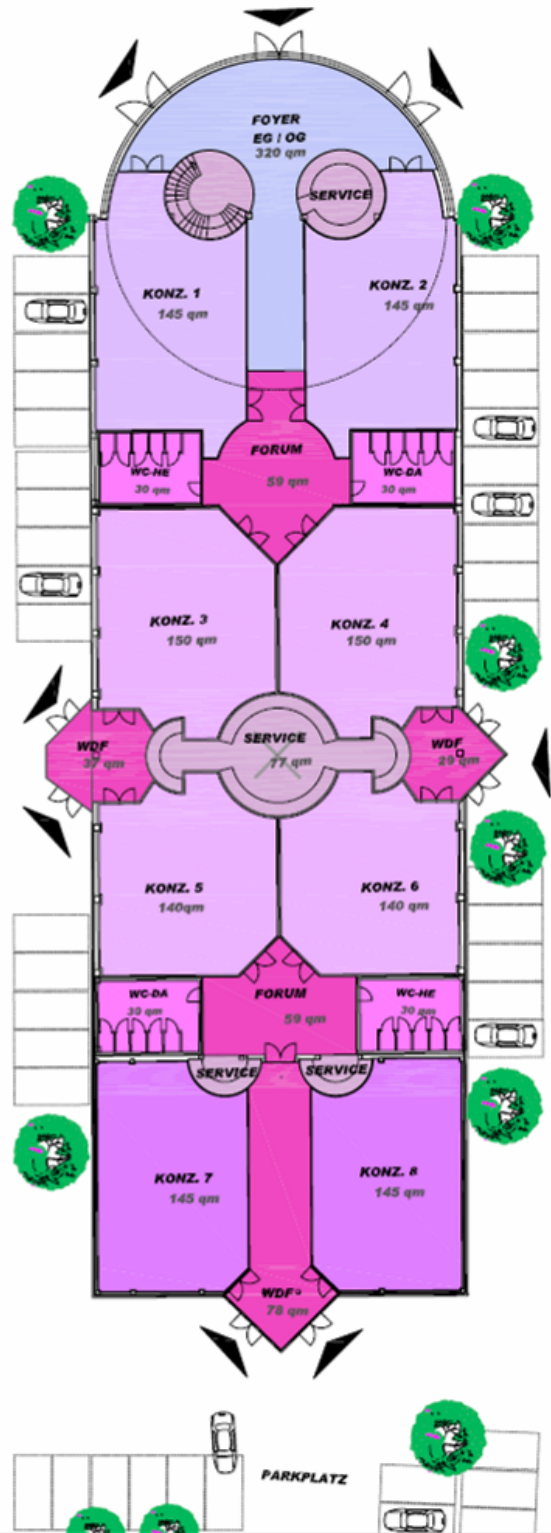 FOYER
EG / OG
320 qm
SERVICE
KONZ. 1
145 qm
KONZ. 2
145 qm
FORUM
59 qm
WC-HE
30 qm
WC-DA
30 qm
KONZ. 3
150 qm
KONZ. 4
150 qm
WDF
37 qm
SERVICE
77 qm
WDF
29 qm
KONZ. 5
140qm
KONZ. 6
140 qm
WC-DA
30 qm
FORUM
59 qm
WC-HE
30 qm
SERVICE
SERVICE
KONZ. 7
145 qm
KONZ. 8
145 qm
WDF
78 qm
PARKPLATZ